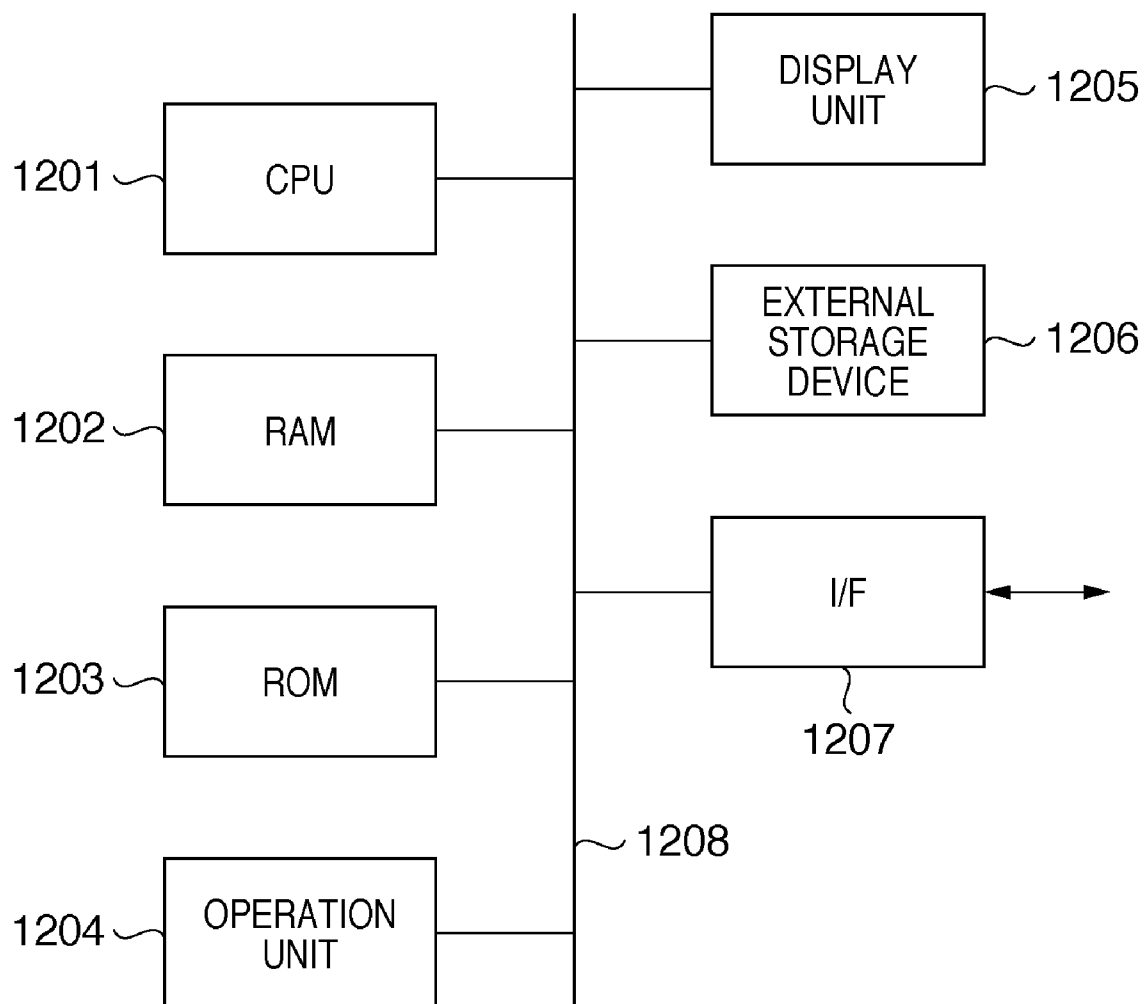 DISPLAY
UNIT
1205
1201
CPU
EXTERNAL
STORAGE
DEVICE
1206
1202
RAM
I/F
1203
ROM
1207
1208
1204
OPERATION
UNIT